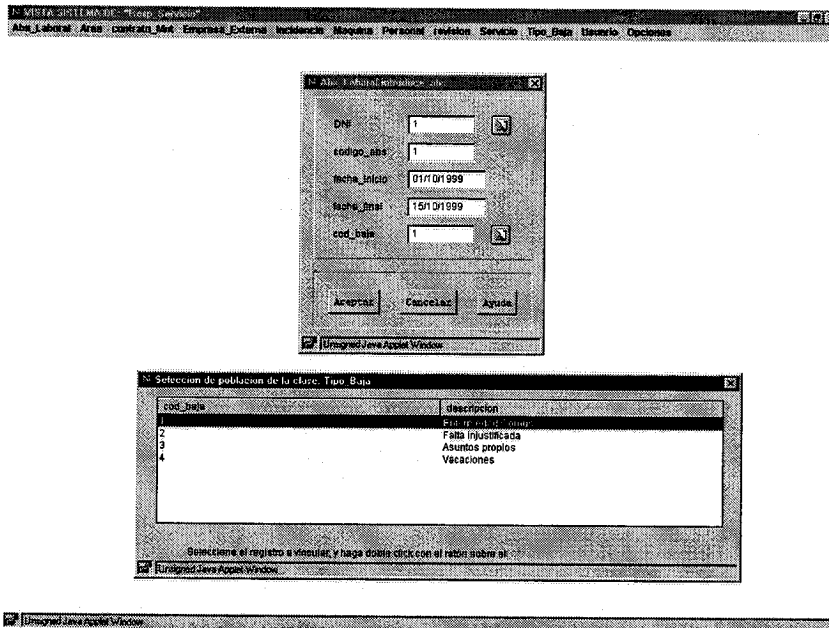 VISTA SISTEMA DE: "Hosp_Servicio"
Abs_Laboral Area contrato_Mnt Empresa_Externa Incidencia Maquina Personal revision Servicio Tipo_Baja Usuario Opciones
Abs_Laboral
DNI 1
codigo_abs 1
fecha_inicio 01/10/1999
fecha_final 15/10/1999
cod_baja 1
Aceptar Cancelar Ayuda
Unsigned Java Applet Window
Seleccion de poblacion de la clase: Tipo_Baja
cod_baja descripcion
1
2 Falta Injustificada
3 Asuntos propios
4 Vacaciones
Seleccione el registro a vincular, y haga doble click con el ratón sobre el
Unsigned Java Applet Window
Unsigned Java Applet Window